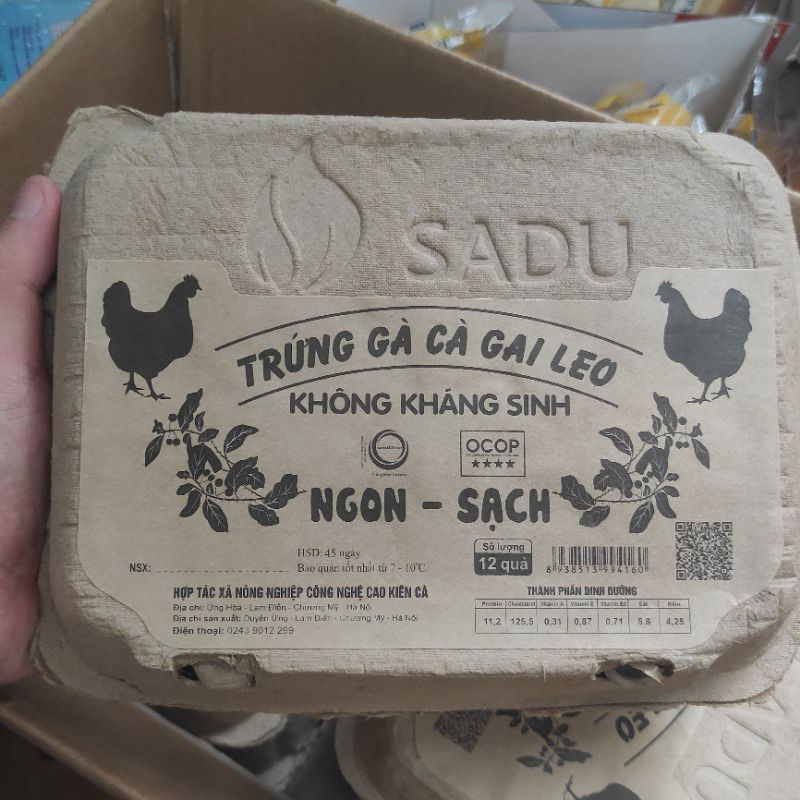 SADU
TRỨNG GÀ CÀ GAI LEO
KHÔNG KHÁNG SINH
OCOP
★★★★
NGON - SẠCH
HSD: 45 ngày
NSX:
Bảo quản tốt nhất từ 7 - 10°C
Số lượng
12 quả
8 938513 994160
HỢP TÁC XÃ NÔNG NGHIỆP CÔNG NGHỆ CAO KIÊN CÀ
Địa chỉ: Ứng Hòa - Lam Điền - Chương Mỹ - Hà Nội
Địa chỉ sản xuất: Duyên Ứng - Lam Điền - Chương Mỹ - Hà Nội
Điện thoại: 0243 9012 299
THÀNH PHẦN DINH DƯỠNG
Protein Cholesterol Vitamin A Vitamin E Vitamin B2 Sắt Kẽm
11,2 125,5 0,31 0,87 0.71 5,8 4,25
LEO
SADU